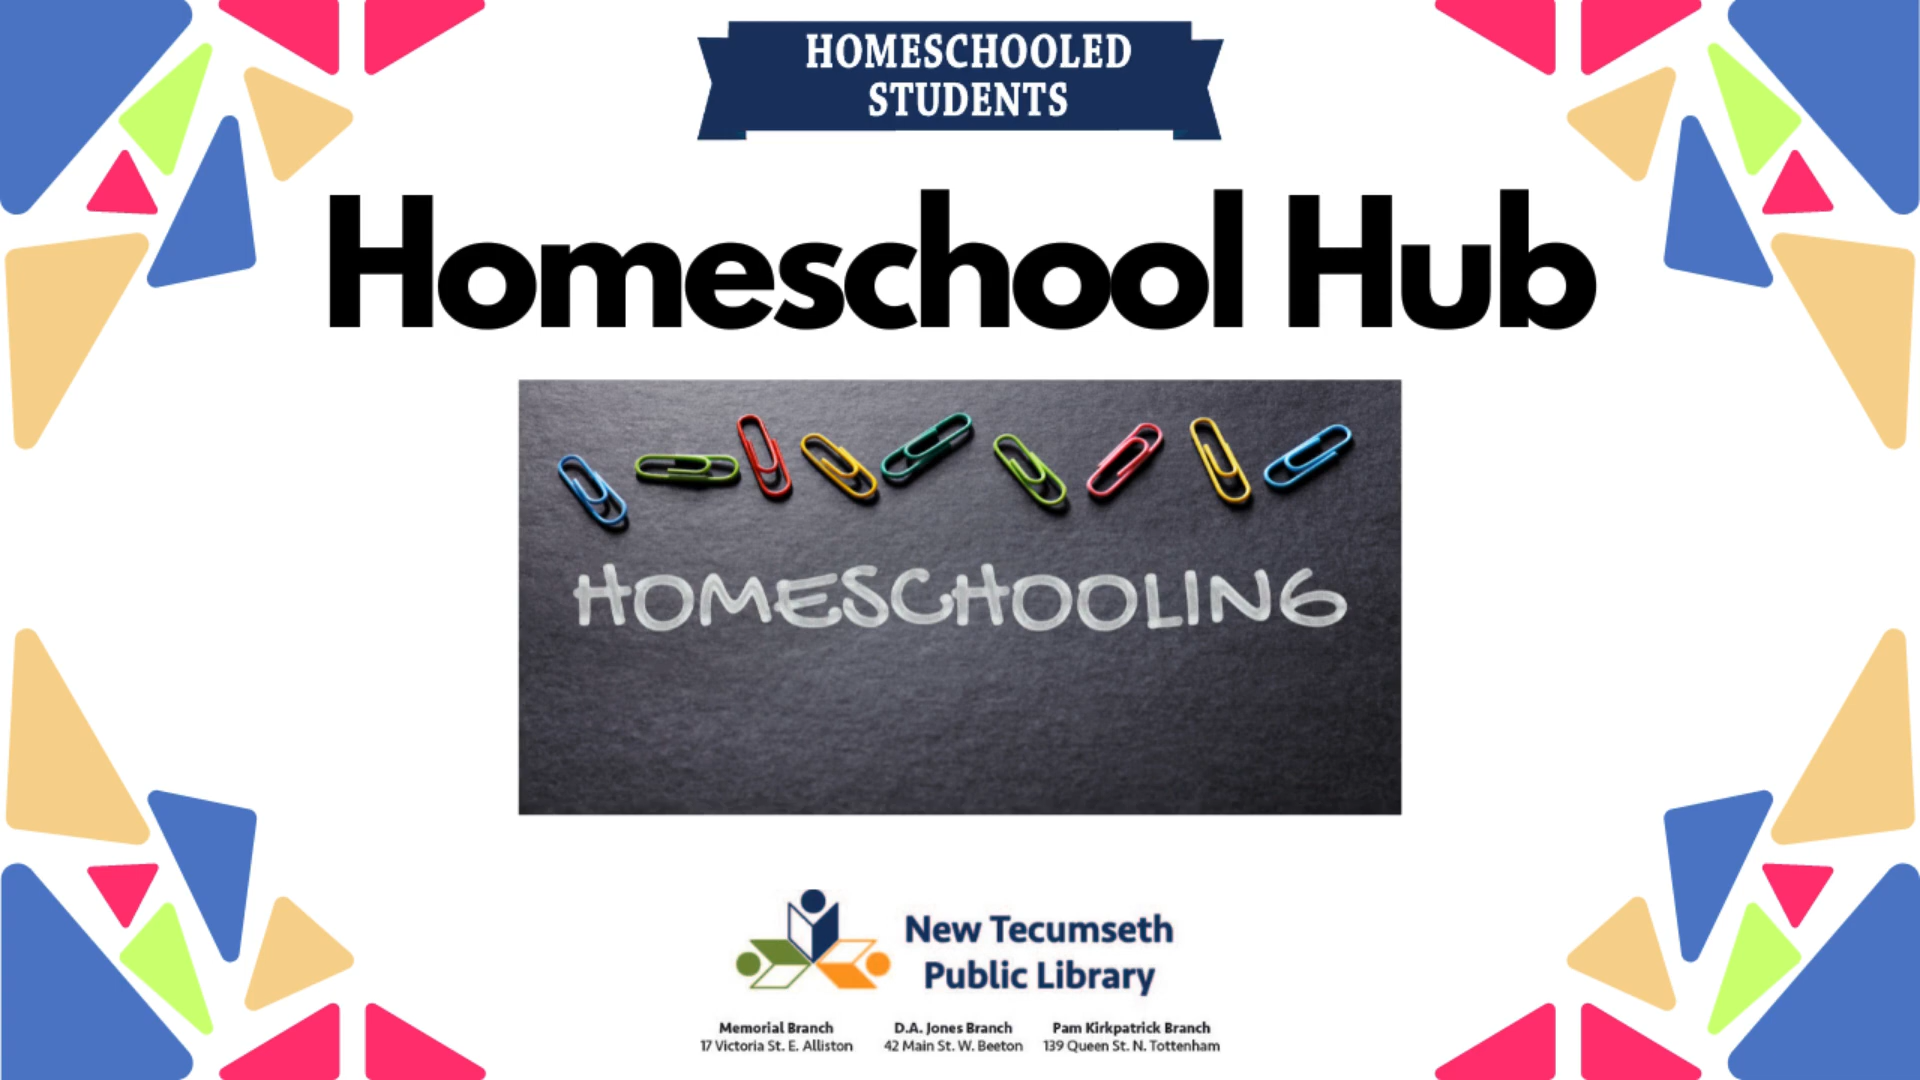 HOMESCHOOLED
STUDENTS
Homeschool Hub
HOMESCHOOLING
New Tecumseth
Public Library
Memorial Branch
17 Victoria St. E. Alliston
D.A. Jones Branch
42 Main St. W. Beeton
Pam Kirkpatrick Branch
139 Queen St. N. Tottenham